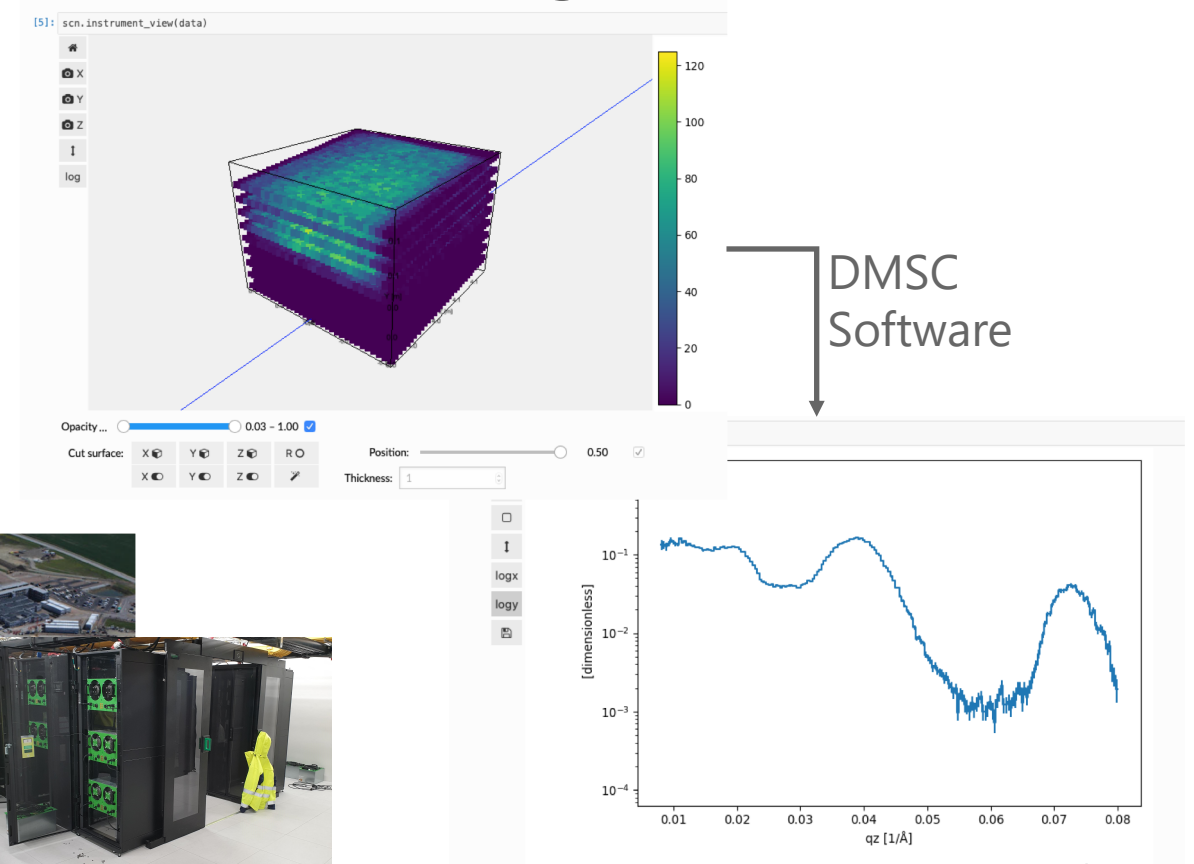 [5]: scn.instrument_view(data)
X
Y
Z
log
120
100
80
60
40
20
0
DMSC
Software
Opacity ... 0.03 – 1.00
Cut surface: X Y Z R
X Y Z
Position: 0.50
Thickness: 1
logx
logy
[dimensionless]
10⁻¹
10⁻²
10⁻³
10⁻⁴
0.01 0.02 0.03 0.04 0.05 0.06 0.07 0.08
qz [1/Å]